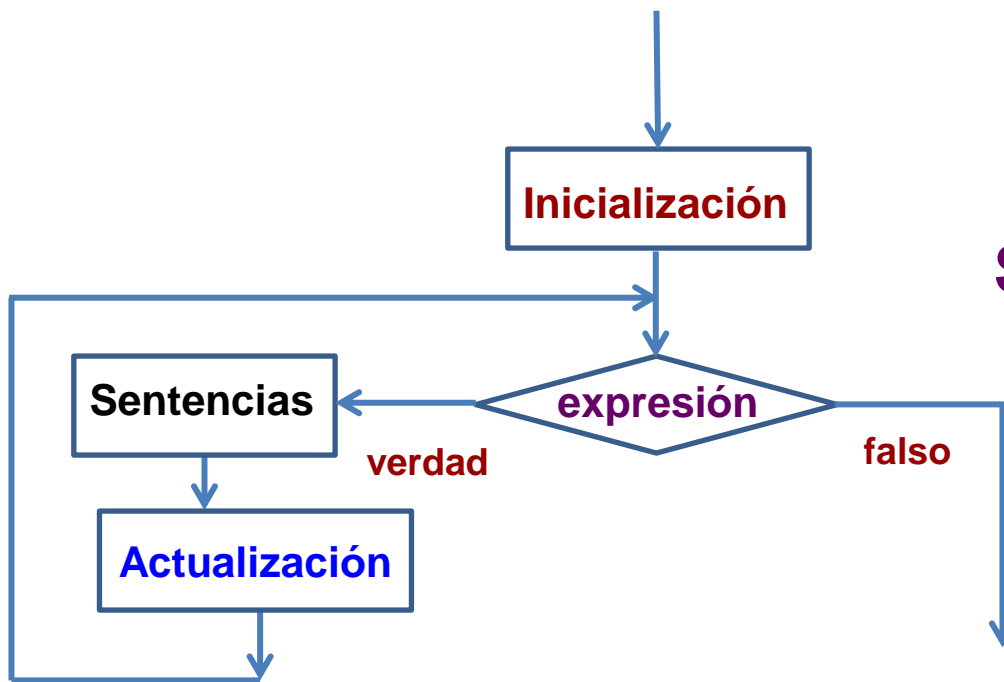 Inicialización
Sentencias
expresión
verdad
falso
Actualización